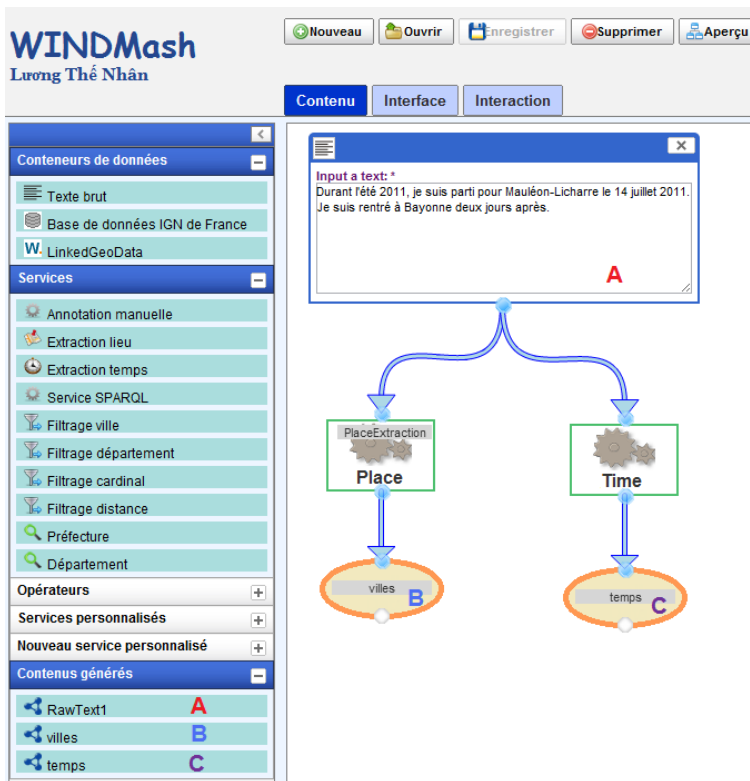 WINDMash
Lương Thế Nhân
Nouveau
Ouvrir
Enregistrer
Supprimer
Aperçu
Contenu
Interface
Interaction
Conteneurs de données
Texte brut
Base de données IGN de France
W. LinkedGeoData
Services
Annotation manuelle
Extraction lieu
Extraction temps
Service SPARQL
Filtrage ville
Filtrage département
Filtrage cardinal
Filtrage distance
Préfecture
Département
Opérateurs
Services personnalisés
Nouveau service personnalisé
Contenus générés
RawText1 A
villes B
temps C
Input a text: *
Durant l'été 2011, je suis parti pour Mauléon-Licharre le 14 juillet 2011.
Je suis rentré à Bayonne deux jours après.
A
PlaceExtraction
Place
Time
villes B
temps C